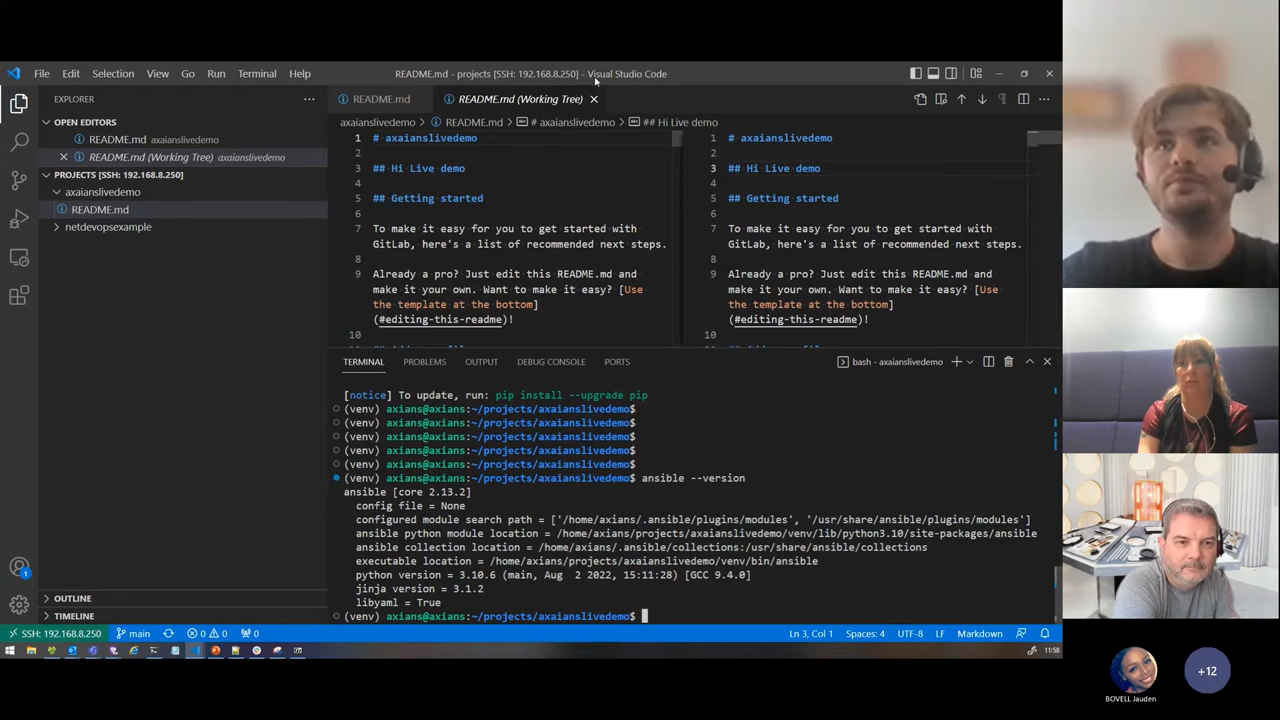 File Edit Selection View Go Run Terminal Help
README.md - projects [SSH: 192.168.8.250] - Visual Studio Code
EXPLORER
OPEN EDITORS
README.md axaianslivedemo
README.md (Working Tree) axaianslivedemo
PROJECTS [SSH: 192.168.8.250]
axaianslivedemo
README.md
netdevopsexample
OUTLINE
TIMELINE
README.md
README.md (Working Tree)
axaianslivedemo > README.md > # axaianslivedemo > ## Hi Live demo
1 # axaianslivedemo
2
3 ## Hi Live demo
4
5 ## Getting started
6
7 To make it easy for you to get started with
GitLab, here's a list of recommended next steps.
8
9 Already a pro? Just edit this README.md and
make it your own. Want to make it easy? [Use
the template at the bottom]
(#editing-this-readme)!
10
1 # axaianslivedemo
2
3 ## Hi Live demo
4
5 ## Getting started
6
7 To make it easy for you to get started with
GitLab, here's a list of recommended next steps.
8
9 Already a pro? Just edit this README.md and
make it your own. Want to make it easy? [Use
the template at the bottom]
(#editing-this-readme)!
10
TERMINAL PROBLEMS OUTPUT DEBUG CONSOLE PORTS
bash - axaianslivedemo
[notice] To update, run: pip install --upgrade pip
(venv) axians@axians:~/projects/axaianslivedemo$
(venv) axians@axians:~/projects/axaianslivedemo$
(venv) axians@axians:~/projects/axaianslivedemo$
(venv) axians@axians:~/projects/axaianslivedemo$
(venv) axians@axians:~/projects/axaianslivedemo$
(venv) axians@axians:~/projects/axaianslivedemo$ ansible --version
ansible [core 2.13.2]
config file = None
configured module search path = ['/home/axians/.ansible/plugins/modules', '/usr/share/ansible/plugins/modules']
ansible python module location = /home/axians/projects/axaianslivedemo/venv/lib/python3.10/site-packages/ansible
ansible collection location = /home/axians/.ansible/collections:/usr/share/ansible/collections
executable location = /home/axians/projects/axaianslivedemo/venv/bin/ansible
python version = 3.10.6 (main, Aug  2 2022, 15:11:28) [GCC 9.4.0]
jinja version = 3.1.2
libyaml = True
(venv) axians@axians:~/projects/axaianslivedemo$
1
SSH: 192.168.8.250 main 0 0 0 Ln 3, Col 1 Spaces: 4 UTF-8 LF Markdown
11:58
BOVELL Jauden
+12